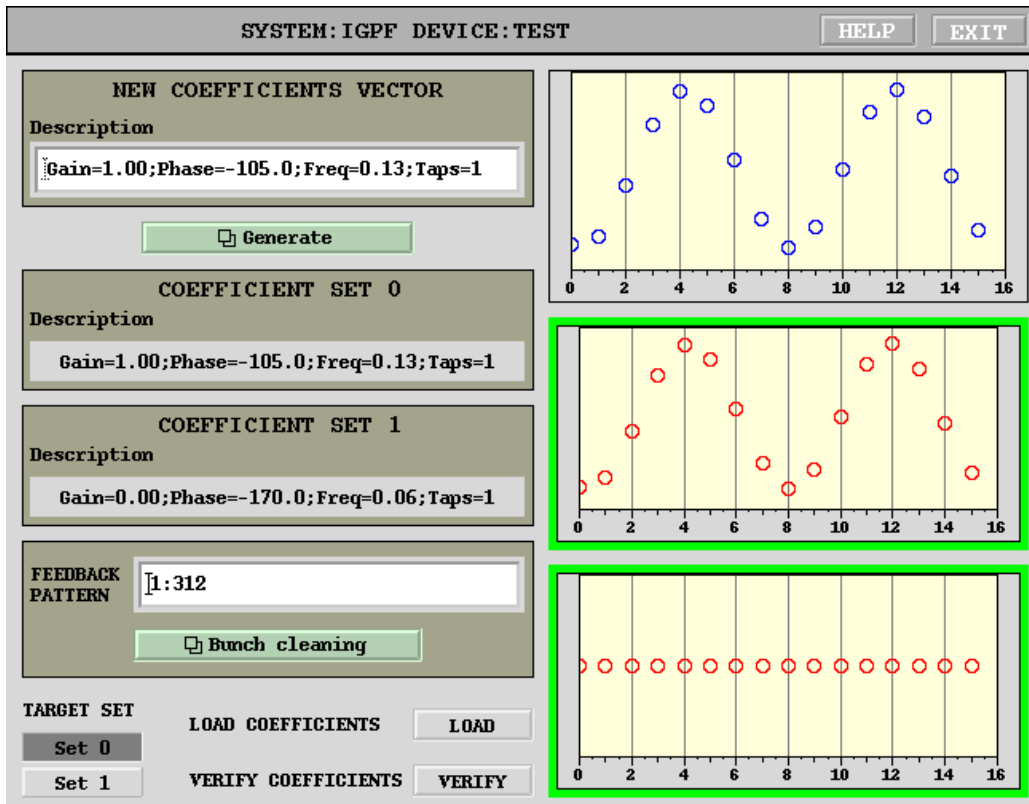 SYSTEM:IGPF DEVICE:TEST
HELP
EXIT
NEW COEFFICIENTS VECTOR
Description
Gain=1.00;Phase=-105.0;Freq=0.13;Taps=1
Generate
COEFFICIENT SET 0
Description
Gain=1.00;Phase=-105.0;Freq=0.13;Taps=1
COEFFICIENT SET 1
Description
Gain=0.00;Phase=-170.0;Freq=0.06;Taps=1
FEEDBACK
PATTERN
1:312
Bunch cleaning
TARGET SET
Set 0
Set 1
LOAD COEFFICIENTS
LOAD
VERIFY COEFFICIENTS
VERIFY
0 2 4 6 8 10 12 14 16
0 2 4 6 8 10 12 14 16
0 2 4 6 8 10 12 14 16